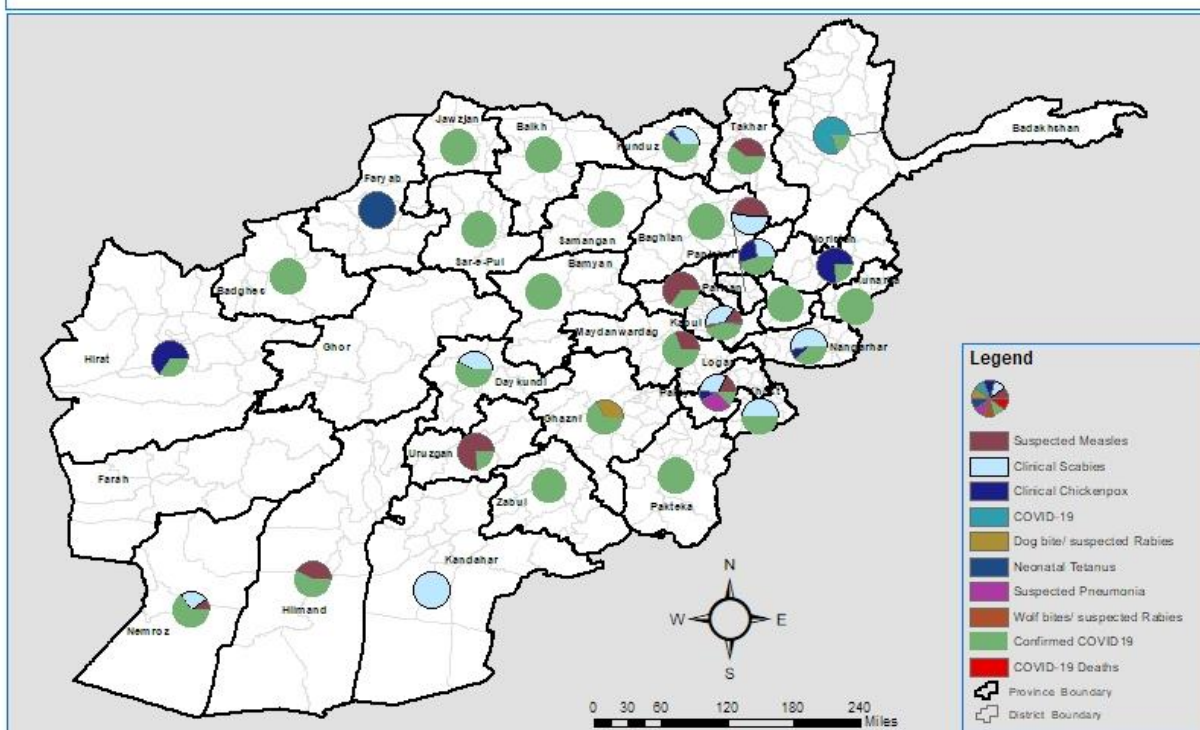 Jawzjan
Balkh
Kunduz
Takhar
Badakhshan
Faryab
Sar-e-Pul
Samangan
Baghlan
Badghes
Bamyan
Hirat
Ghor
Maydanwardag
Kabul
Logar
Nangarhar
Daykundi
Ghazni
Uruzgan
Farah
Zabul
Pakteka
Kandahar
Hilmand
Nemroz
N
W
E
S
0 15 30 60 120 180 240
Miles
Legend
Suspected Measles
Clinical Scabies
Clinical Chickenpox
COVID-19
Dog bite/ suspected Rabies
Neonatal Tetanus
Suspected Pneumonia
Wolf bites/ suspected Rabies
Confirmed COVID19
COVID-19 Deaths
Province Boundary
District Boundary